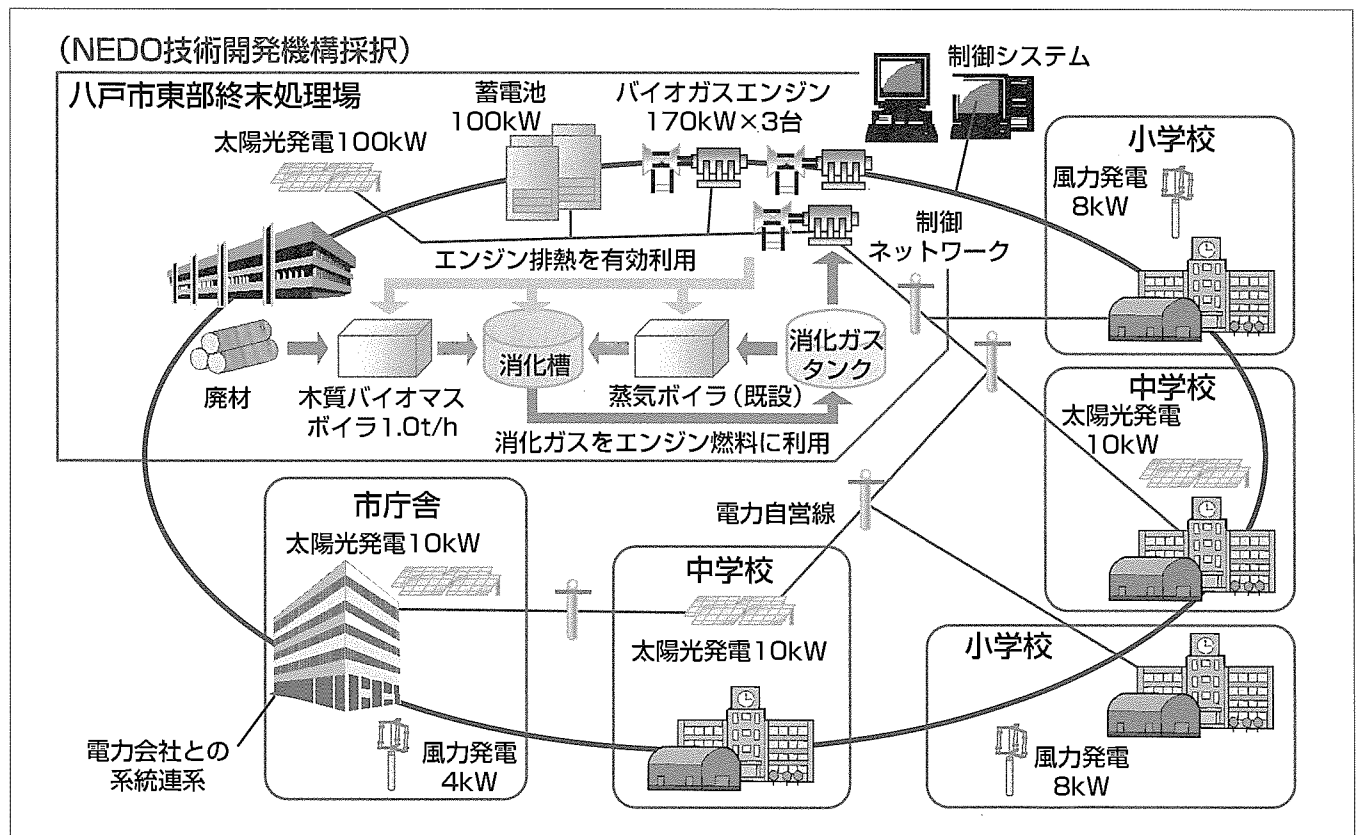 (NEDO技術開発機構採択)
八戸市東部終末処理場
太陽光発電100kW
蓄電池
100kW
バイオガスエンジン
170kW×3台
制御システム
小学校
風力発電
8kW
制御
ネットワーク
エンジン排熱を有効利用
廃材
木質バイオマス
ボイラ1.0t/h
消化槽
蒸気ボイラ(既設)
消化ガス
タンク
消化ガスをエンジン燃料に利用
中学校
太陽光発電
10kW
市庁舎
太陽光発電10kW
電力自営線
中学校
太陽光発電10kW
小学校
風力発電
8kW
電力会社との
系統連系
風力発電
4kW